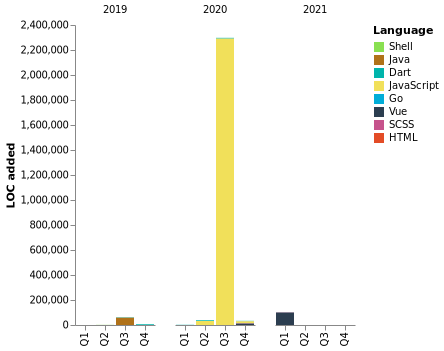 2019 2020 2021
Language
Shell
Java
Dart
JavaScript
Go
Vue
SCSS
HTML
LOC added
2,400,000
2,200,000
2,000,000
1,800,000
1,600,000
1,400,000
1,200,000
1,000,000
800,000
600,000
400,000
200,000
0
Q1 Q2 Q3 Q4 Q1 Q2 Q3 Q4 Q1 Q2 Q3 Q4